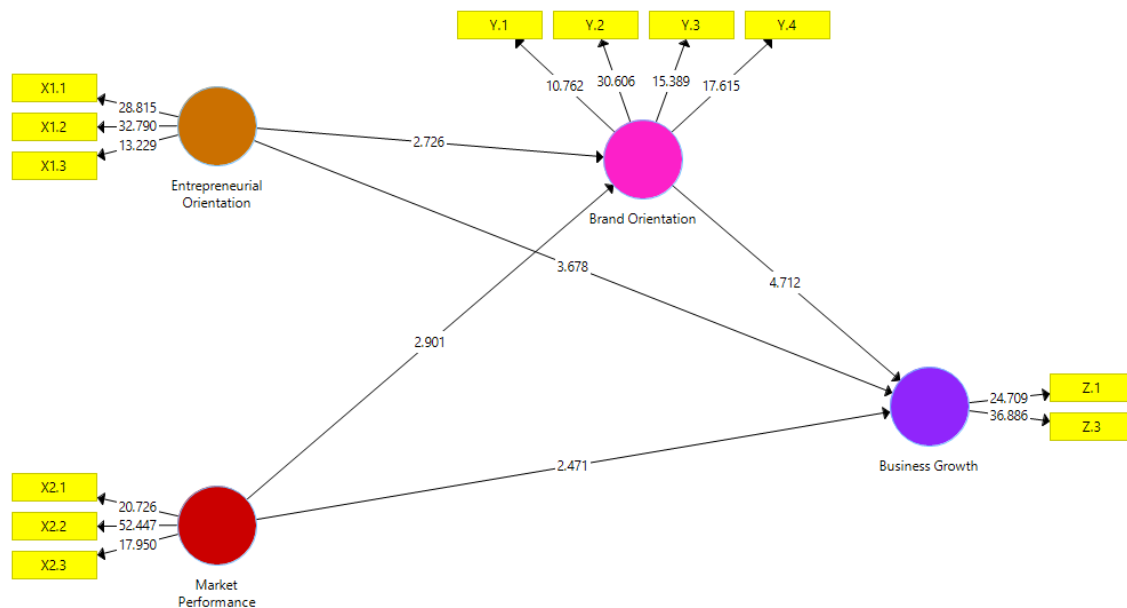 Y.1
Y.2
Y.3
Y.4
10.762
30.606
15.389
17.615
X1.1
X1.2
X1.3
28.815
32.790
13.229
Entrepreneurial
Orientation
2.726
Brand Orientation
3.678
4.712
2.901
2.471
Z.1
Z.3
24.709
36.886
Business Growth
X2.1
X2.2
X2.3
20.726
52.447
17.950
Market
Performance